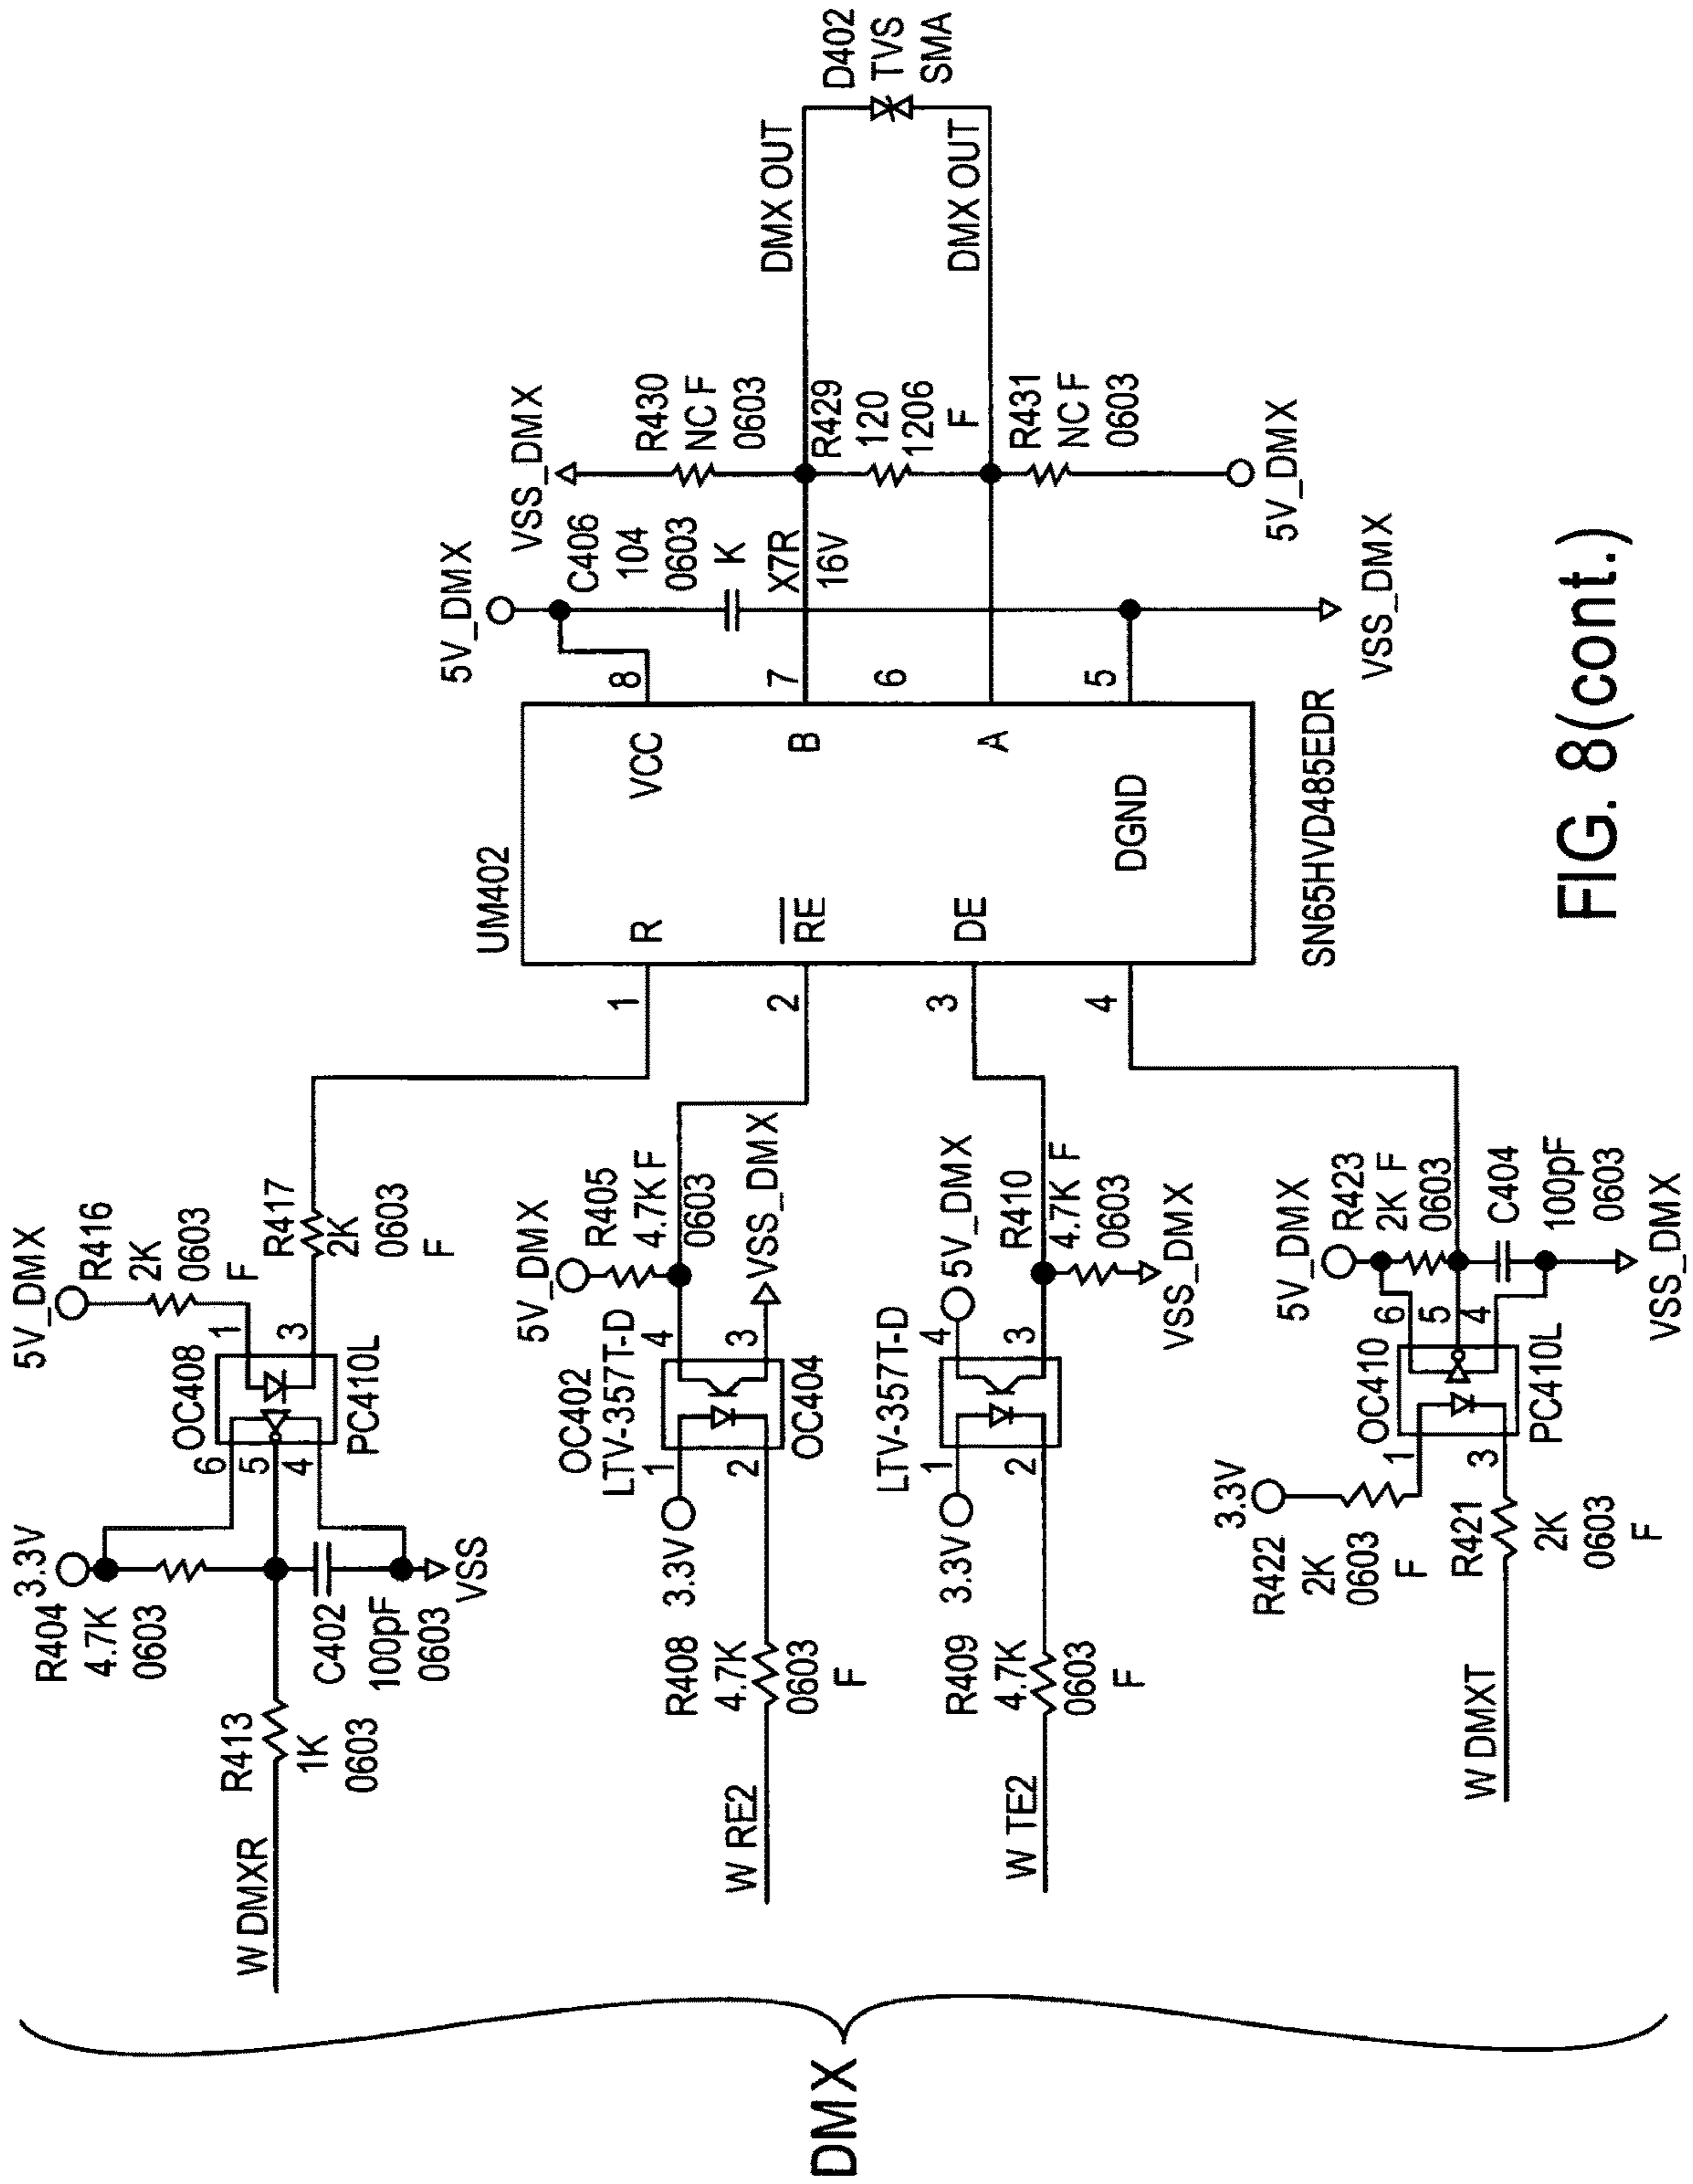 DMX
W DMXR
R413
1K
0603
R404
4.7K
0603
3.3V
C402
100pF
0603
VSS
6
5
4
OC408
PC410L
1
3
5V_DMX
R416
2K
0603
F
R417
2K
0603
F
W RE2
R408
4.7K
0603
F
3.3V
1
2
OC402
LTV-357T-D
OC404
4
3
5V_DMX
R405
4.7K F
0603
VSS_DMX
W TE2
R409
4.7K
0603
F
3.3V
1
2
LTV-357T-D
4
3
5V_DMX
R410
4.7K F
0603
VSS_DMX
W DMXT
R421
2K
0603
F
R422
2K
0603
F
3.3V
1
3
OC410
PC410L
6
5
4
5V_DMX
R423
2K F
0603
C404
100pF
0603
VSS_DMX
1
2
3
4
UM402
R
RE
DE
VCC
B
A
DGND
SN65HVD485EDR
8
7
6
5
5V_DMX
C406
104
0603
K
X7R
16V
VSS_DMX
VSS_DMX
R430
NC F
0603
R429
120
1206
F
R431
NC F
0603
5V_DMX
DMX OUT
DMX OUT
D402
TVS
SMA
FIG. 8(cont.)